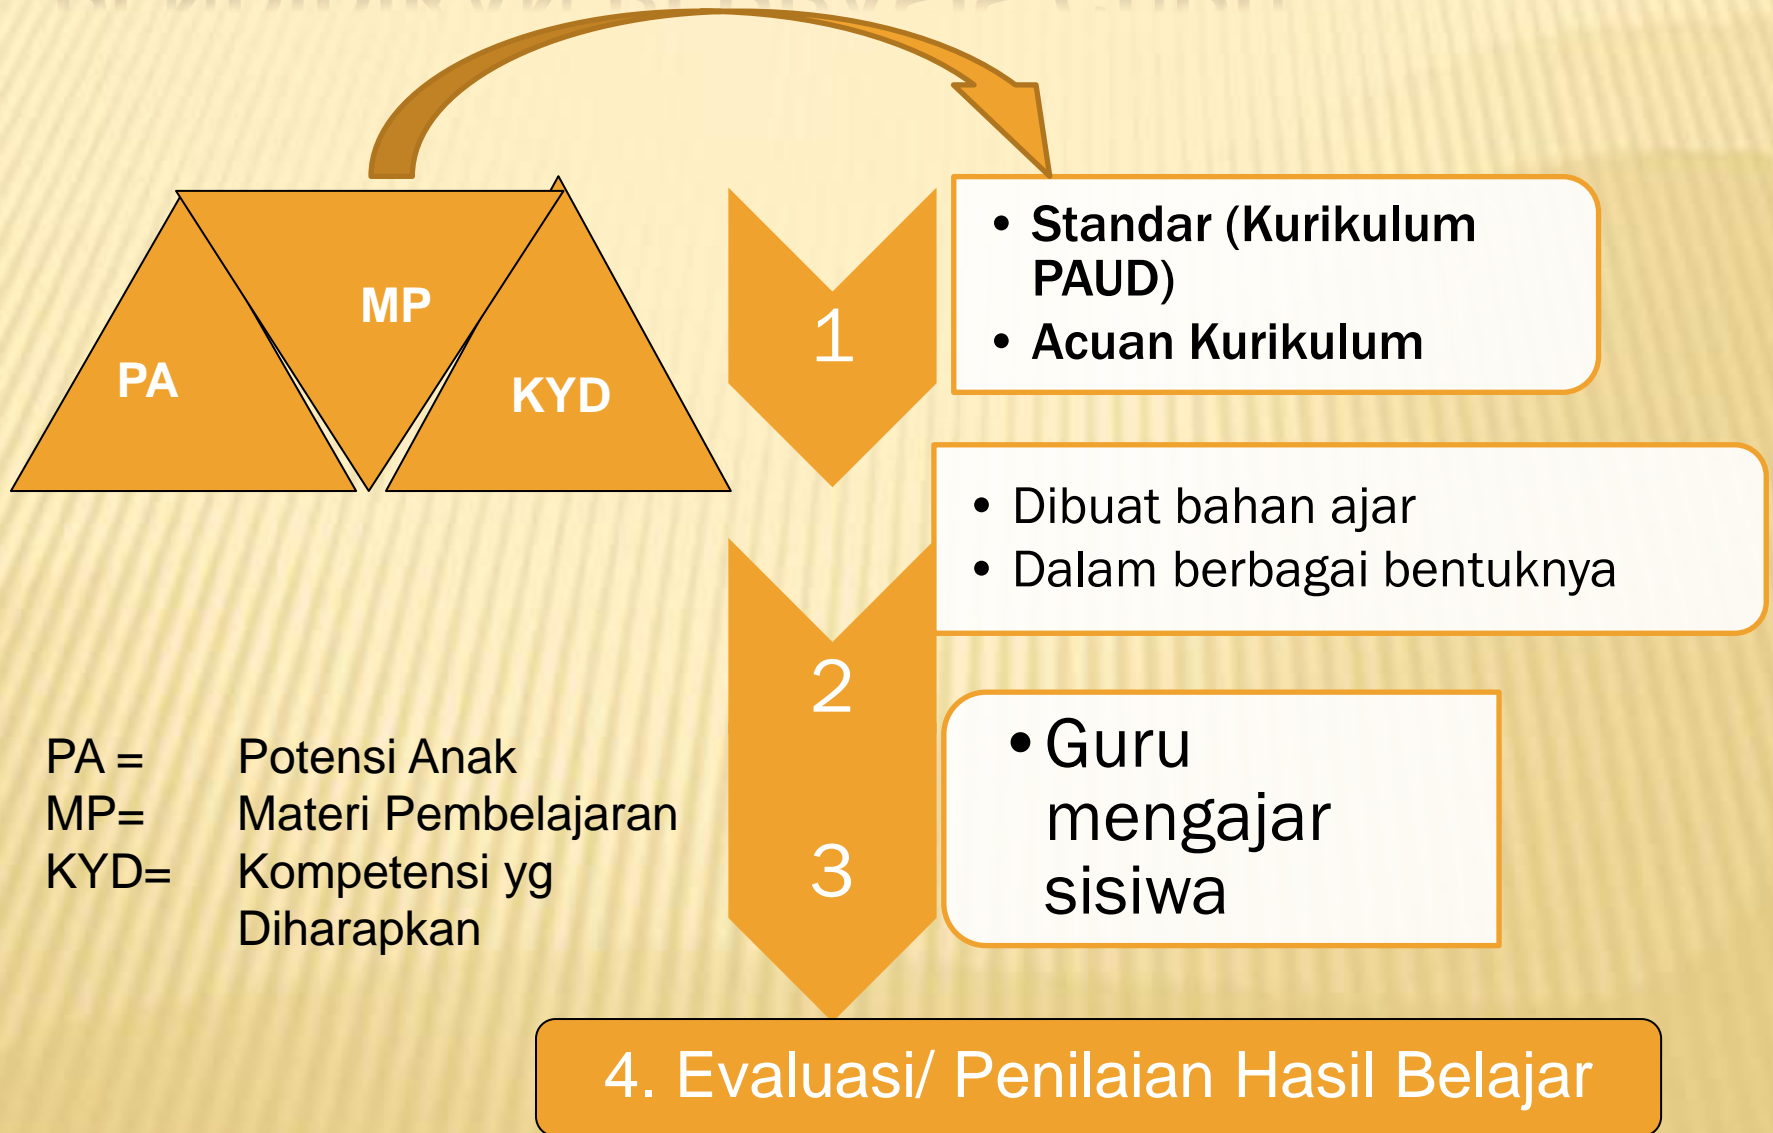 PA
MP
KYD
1
• Standar (Kurikulum
PAUD)
• Acuan Kurikulum
• Dibuat bahan ajar
• Dalam berbagai bentuknya
2
3
• Guru
mengajar
sisiwa
PA = Potensi Anak
MP= Materi Pembelajaran
KYD= Kompetensi yg
Diharapkan
4. Evaluasi/ Penilaian Hasil Belajar